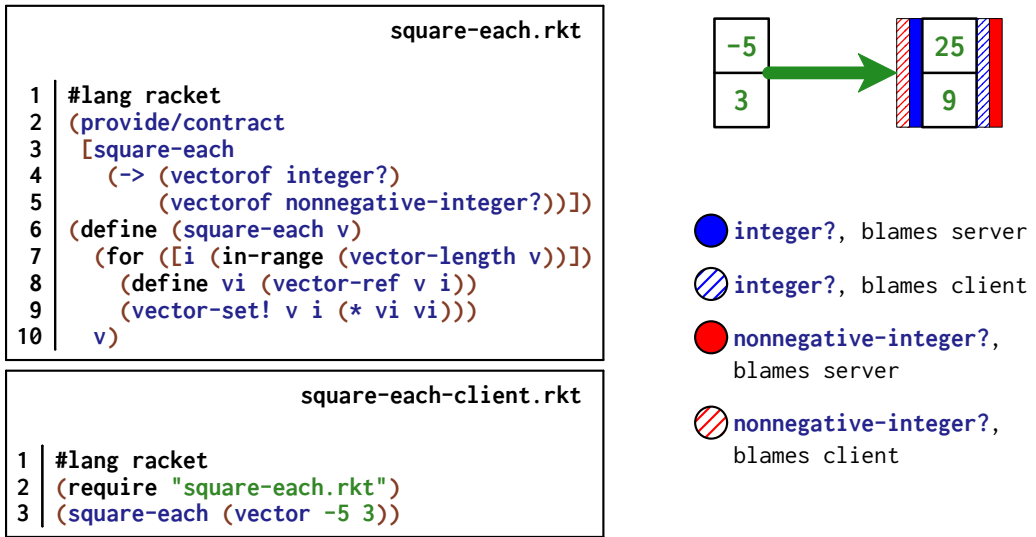 square-each.rkt
1 #lang racket
2 (provide/contract
3 [square-each
4 (-> (vectorof integer?)
5 (vectorof nonnegative-integer?))])
6 (define (square-each v)
7 (for ([i (in-range (vector-length v))])
8 (define vi (vector-ref v i))
9 (vector-set! v i (* vi vi)))
10 v)
square-each-client.rkt
1 #lang racket
2 (require "square-each.rkt")
3 (square-each (vector -5 3))
-5 25
3 9
integer?, blames server
integer?, blames client
nonnegative-integer?,
blames server
nonnegative-integer?,
blames client